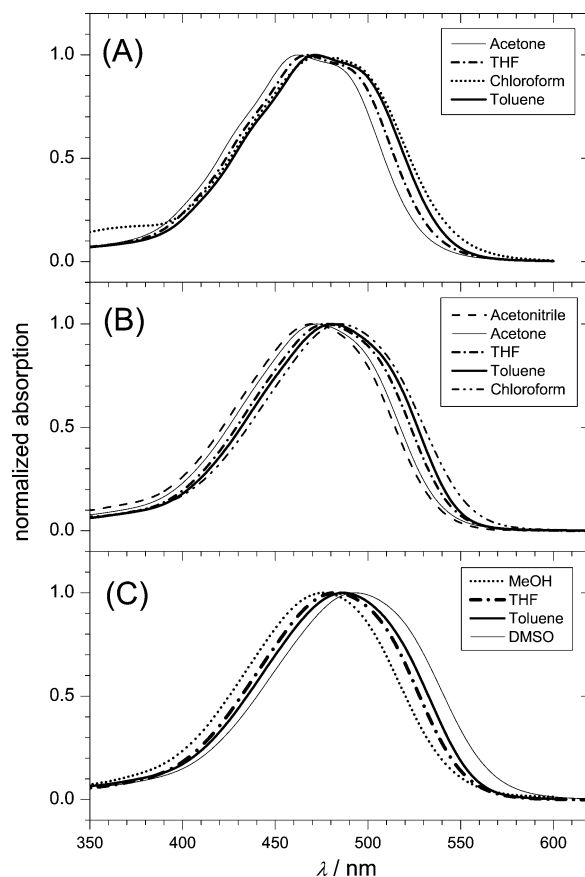 (A)
Acetone
THF
Chloroform
Toluene
1.0
0.5
0.0
(B)
Acetonitrile
Acetone
THF
Toluene
Chloroform
1.0
0.5
0.0
normalized absorption
(C)
MeOH
THF
Toluene
DMSO
1.0
0.5
0.0
350 400 450 500 550 600
λ / nm